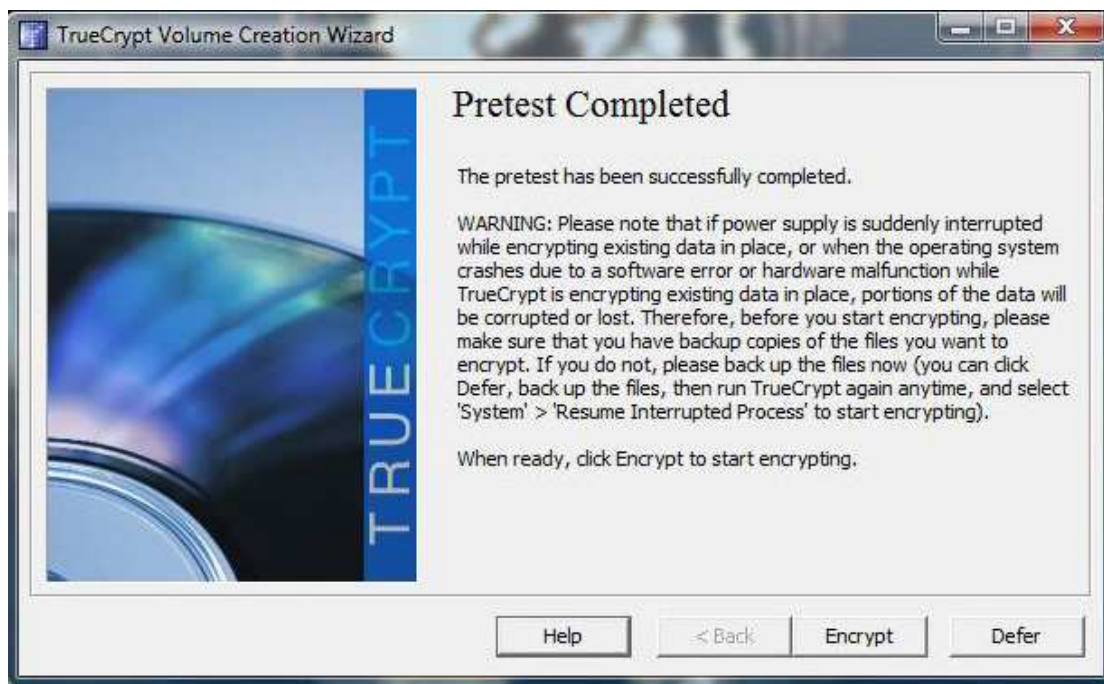 TrueCrypt Volume Creation Wizard
TRUECRYPT
Pretest Completed
The pretest has been successfully completed.
WARNING: Please note that if power supply is suddenly interrupted
while encrypting existing data in place, or when the operating system
crashes due to a software error or hardware malfunction while
TrueCrypt is encrypting existing data in place, portions of the data will
be corrupted or lost. Therefore, before you start encrypting, please
make sure that you have backup copies of the files you want to
encrypt. If you do not, please back up the files now (you can click
Defer, back up the files, then run TrueCrypt again anytime, and select
'System' > 'Resume Interrupted Process' to start encrypting).
When ready, click Encrypt to start encrypting.
Help
< Back
Encrypt
Defer